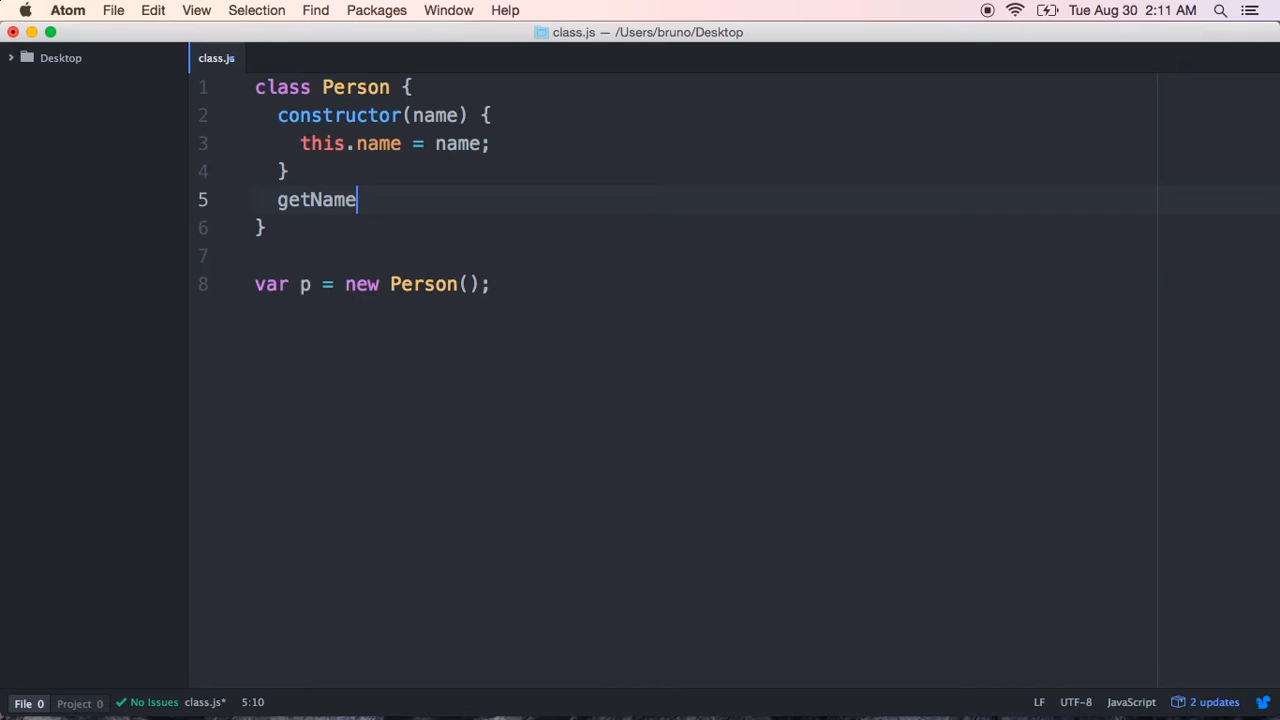 Atom File Edit View Selection Find Packages Window Help Tue Aug 30 2:11 AM
class.js — /Users/bruno/Desktop
Desktop
class.js
1 class Person {
2 constructor(name) {
3 this.name = name;
4 }
5 getName
6 }
7
8 var p = new Person();
File 0 Project 0 No Issues class.js* 5:10 LF UTF-8 JavaScript 2 updates